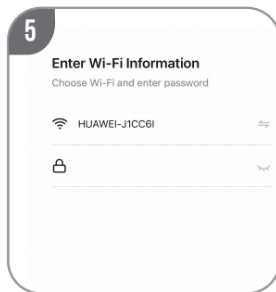 5
Enter Wi-Fi Information
Choose Wi-Fi and enter password
HUAWEI-J1CC6I